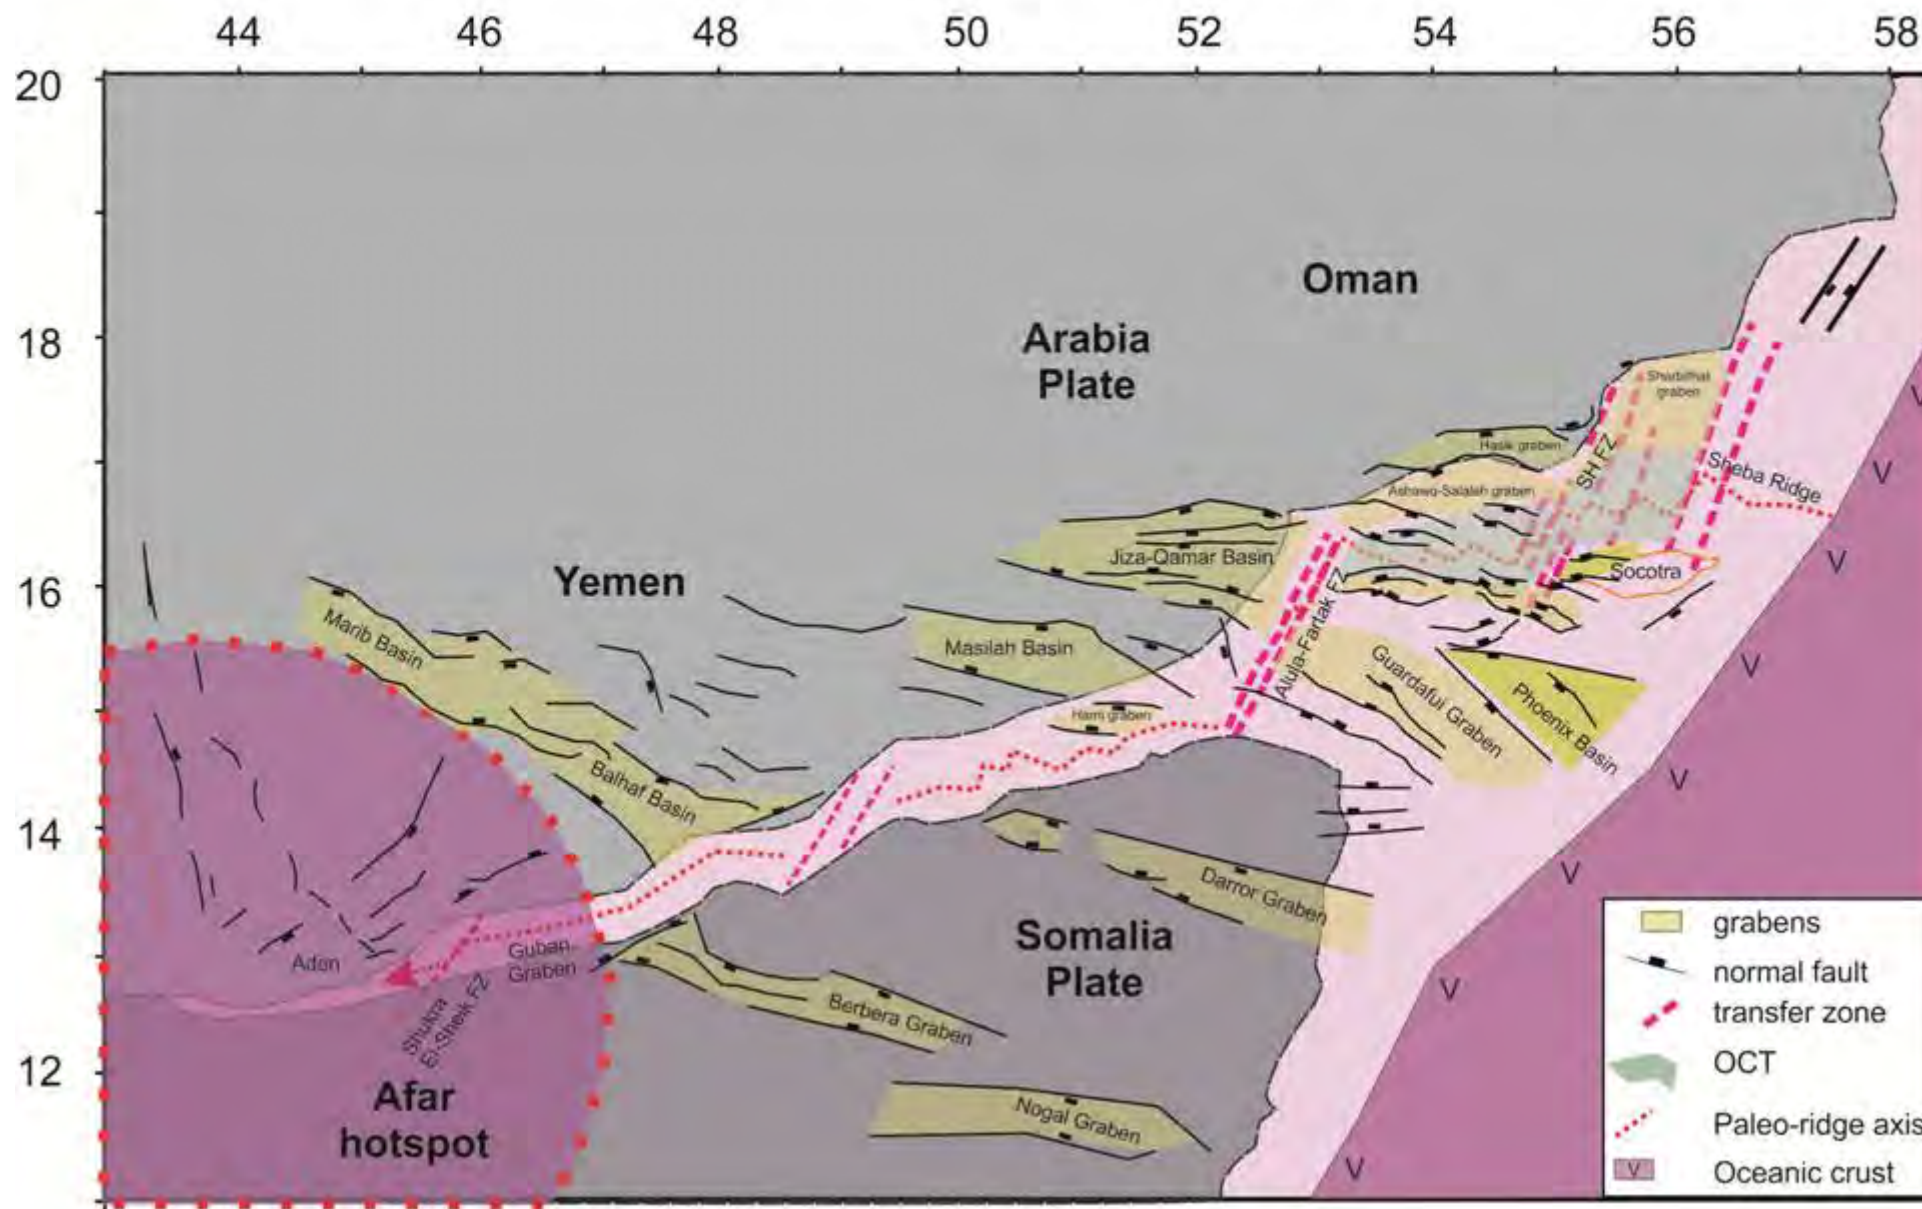 44 46 48 50 52 54 56 58
20
18
16
14
12
Oman
Arabia
Plate
Yemen
Sharbithat
graben
Hasik graben
SH FZ
Sheba Ridge
Ashawq-Salalah graben
Jiza-Qamar Basin
Socotra
Marib Basin
Masilah Basin
Alula-Fartak FZ
Guardafui Graben
Phoenix Basin
Hami graben
Balhaf Basin
Darror Graben
Somalia
Plate
Aden
Guban
Graben
Shukra
El-Sheik FZ
Berbera Graben
Afar
hotspot
Nogal Graben
V
V
V
V
V
V
V
V
grabens
normal fault
transfer zone
OCT
Paleo-ridge axis
V
Oceanic crust